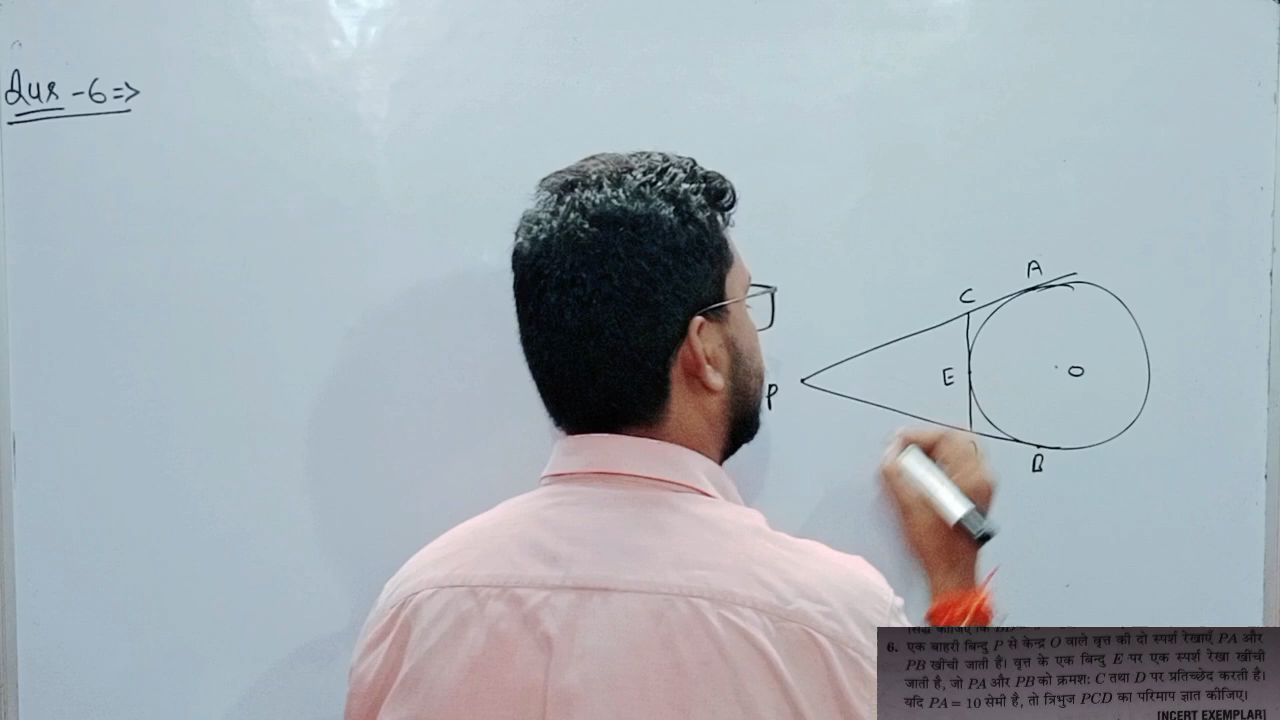 Qus - 6 =>
A
C
E
O
P
B
6. एक बाहरी बिन्दु P से केन्द्र O वाले वृत्त की दो स्पर्श रेखाएँ PA और
PB खींची जाती है। वृत्त के एक बिन्दु E पर एक स्पर्श रेखा खींची
जाती है, जो PA और PB को क्रमशः C तथा D पर प्रतिच्छेद करती है।
यदि PA = 10 सेमी है, तो त्रिभुज PCD का परिमाप ज्ञात कीजिए।
[NCERT EXEMPLAR]